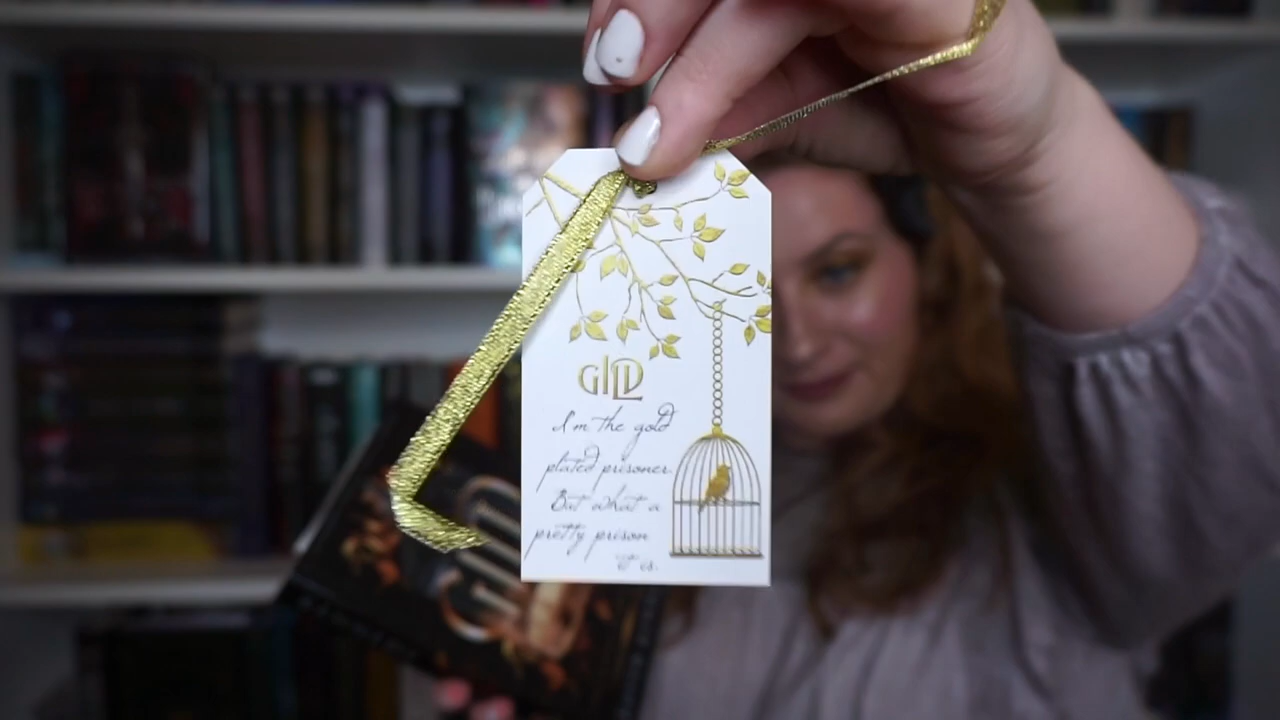 GILD
I'm the gold
plated prisoner.
But what a
pretty prison
it is.